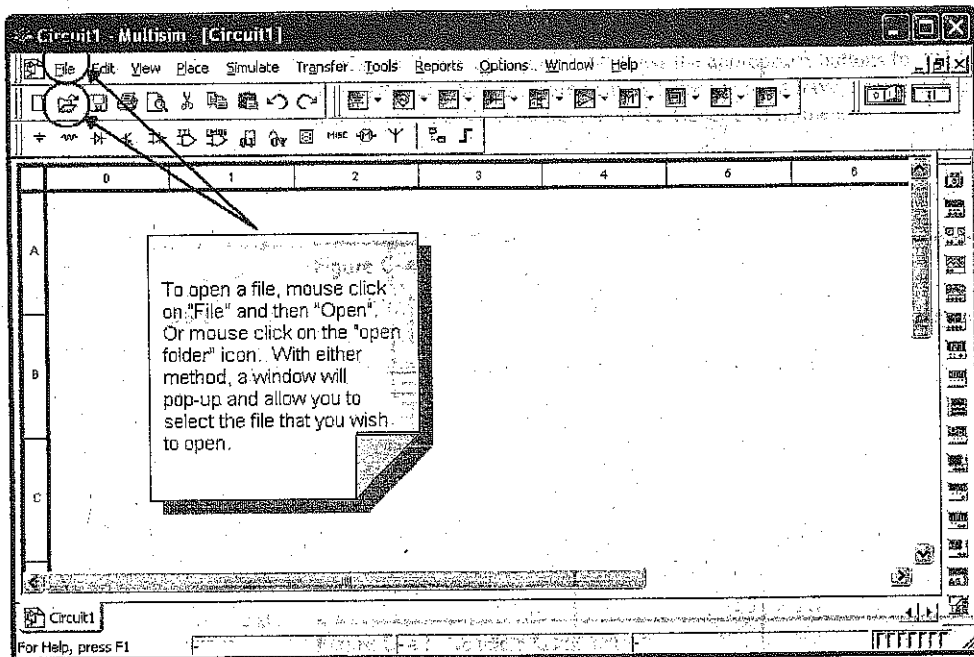 Circuit1 - Multisim - [Circuit1]
File Edit View Place Simulate Transfer Tools Reports Options Window Help
MISC
0 1 2 3 4 5 6
A
B
C
To open a file, mouse click
on "File" and then "Open".
Or mouse click on the "open
folder" icon. With either
method, a window will
pop-up and allow you to
select the file that you wish
to open.
Circuit1
For Help, press F1